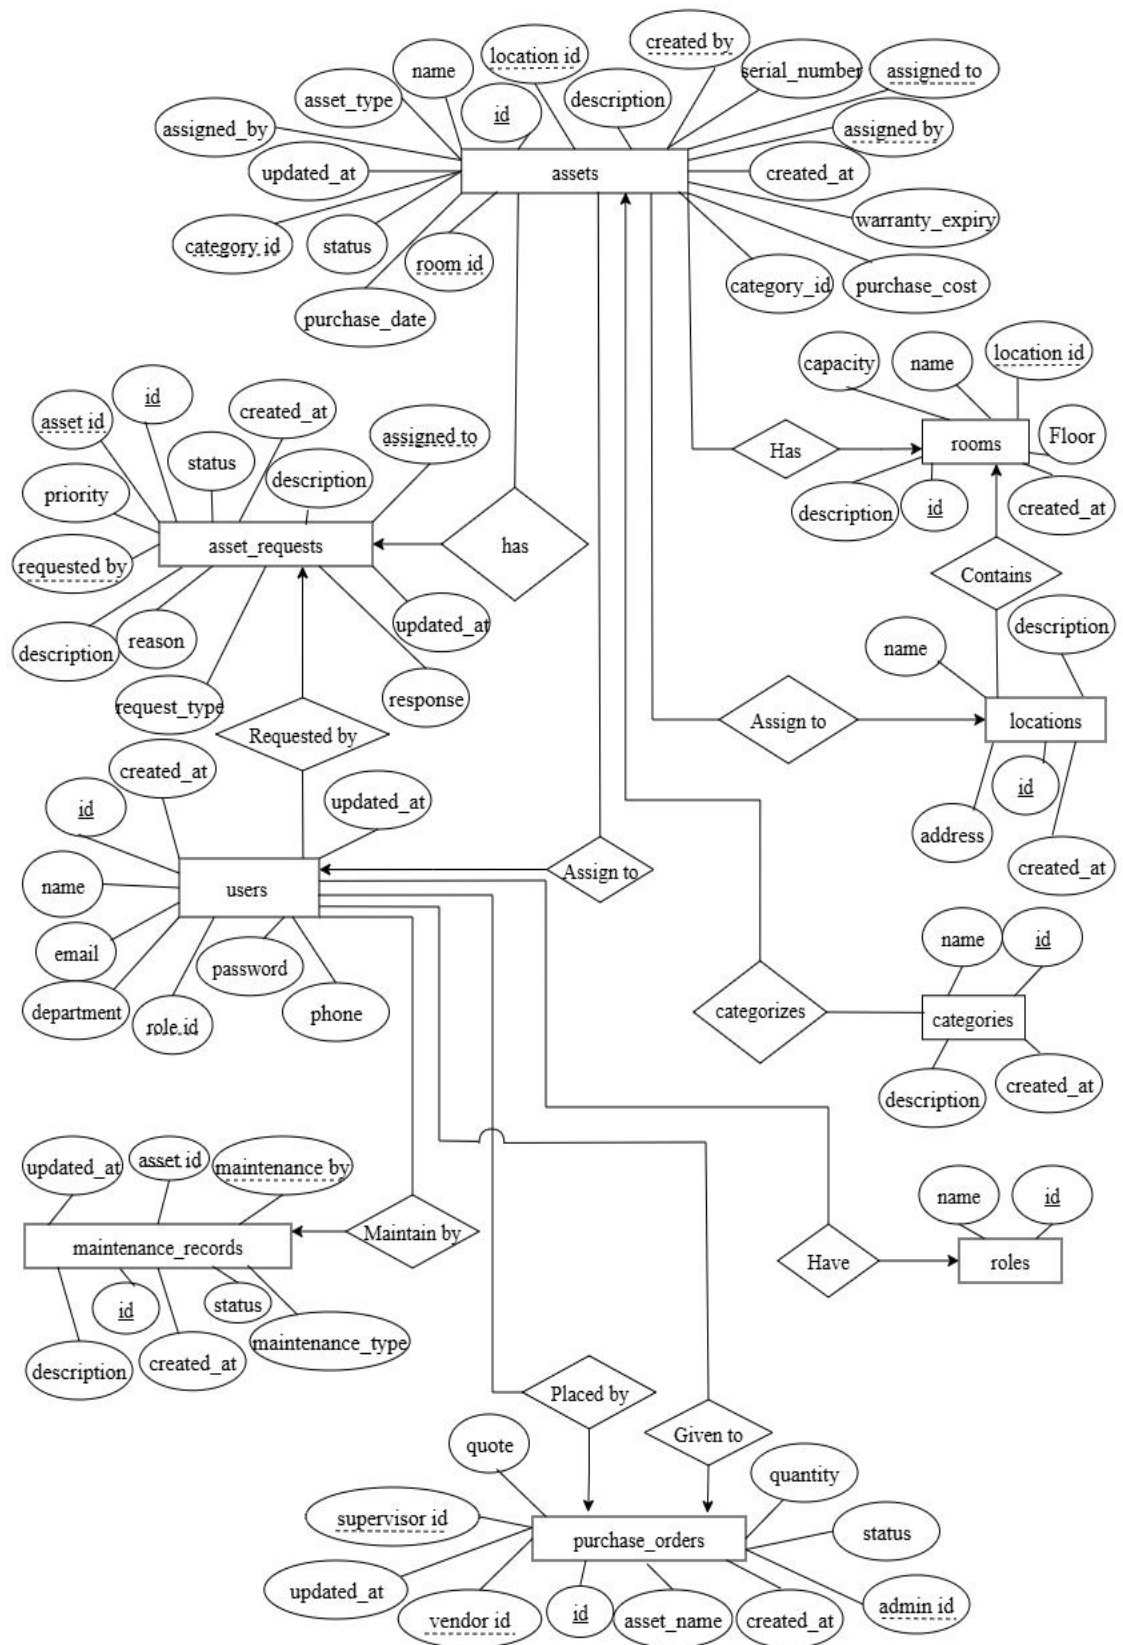 created by
location id
name
serial_number
assigned to
asset_type
description
id
assigned_by
assigned by
updated_at
assets
created_at
warranty_expiry
category id
status
room id
category_id
purchase_cost
purchase_date
capacity
name
location id
id
created_at
asset id
assigned to
Floor
status
rooms
Has
description
priority
created_at
description
id
asset_requests
has
requested by
Contains
updated_at
description
reason
description
name
response
request_type
Assign to
locations
Requested by
created_at
id
updated_at
id
address
created_at
Assign to
name
users
name
id
email
password
department
phone
categorizes
categories
role id
created_at
description
updated_at
asset id
maintenance by
name
id
Maintain by
maintenance_records
Have
roles
id
status
maintenance_type
created_at
description
Placed by
Given to
quote
quantity
supervisor id
status
purchase_orders
updated_at
admin id
vendor id
id
asset_name
created_at